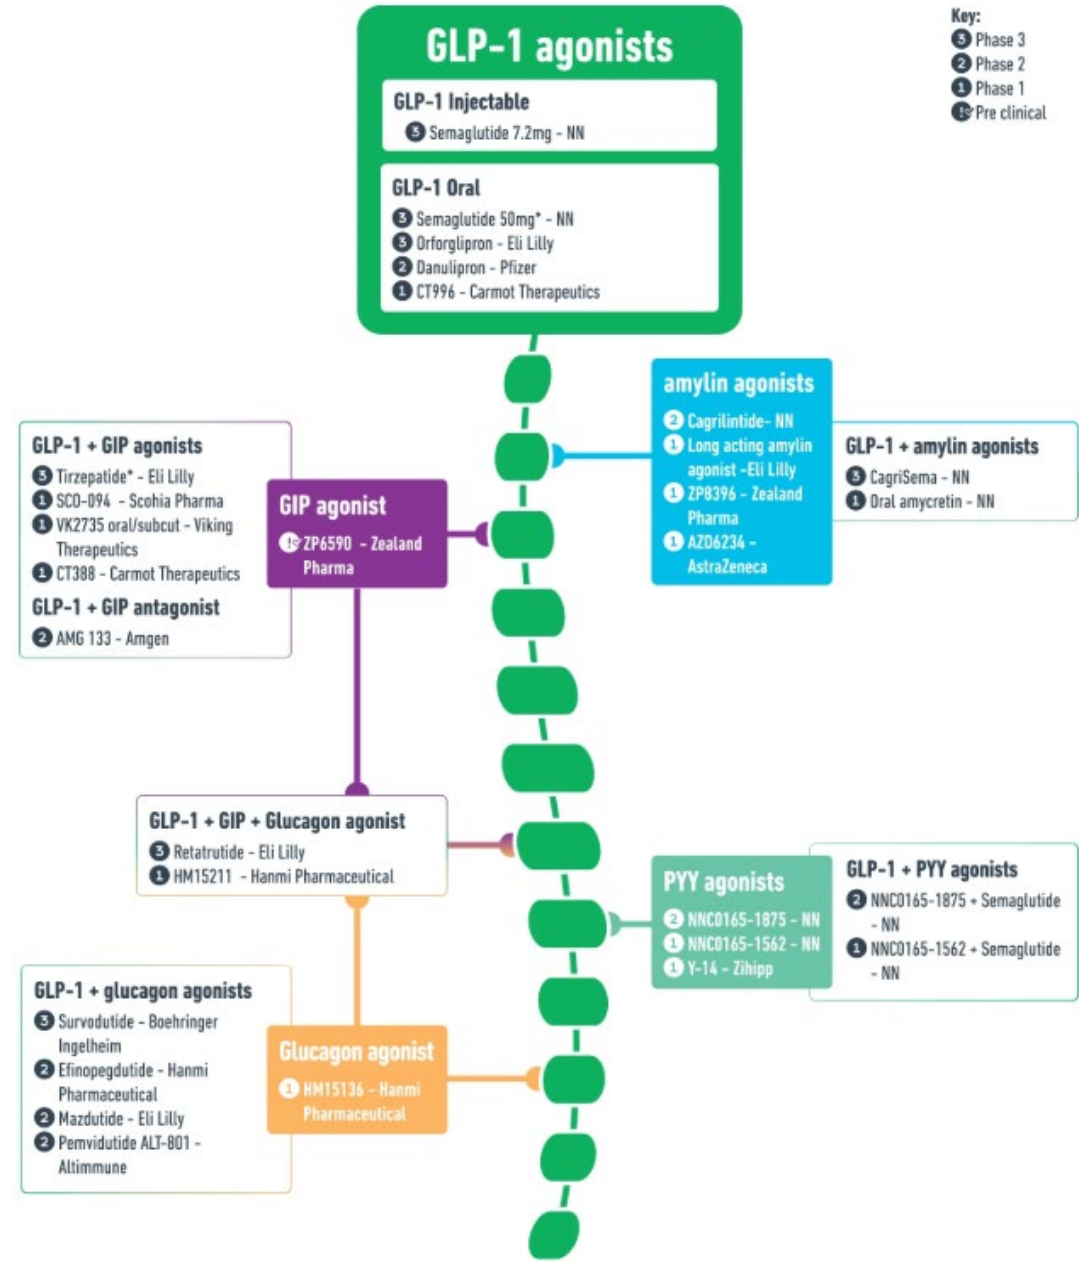 GLP-1 agonists
GLP-1 Injectable
3 Semaglutide 7.2mg - NN
GLP-1 Oral
3 Semaglutide 50mg* - NN
3 Orforglipron - Eli Lilly
2 Danulipron - Pfizer
1 CT996 - Carmot Therapeutics
Key:
3 Phase 3
2 Phase 2
1 Phase 1
Pre clinical
amylin agonists
2 Cagrilintide- NN
1 Long acting amylin
agonist -Eli Lilly
1 ZP8396 - Zealand
Pharma
1 AZD6234 -
AstraZeneca
GLP-1 + amylin agonists
3 CagriSema - NN
1 Oral amycretin - NN
GLP-1 + GIP agonists
3 Tirzepatide* - Eli Lilly
1 SCO-094 - Scohia Pharma
1 VK2735 oral/subcut - Viking
Therapeutics
1 CT388 - Carmot Therapeutics
GLP-1 + GIP antagonist
2 AMG 133 - Amgen
GIP agonist
ZP6590 - Zealand
Pharma
GLP-1 + GIP + Glucagon agonist
3 Retatrutide - Eli Lilly
1 HM15211 - Hanmi Pharmaceutical
PYY agonists
2 NNC0165-1875 - NN
1 NNC0165-1562 - NN
1 Y-14 - Zihipp
GLP-1 + PYY agonists
2 NNC0165-1875 + Semaglutide
- NN
1 NNC0165-1562 + Semaglutide
- NN
GLP-1 + glucagon agonists
3 Survodutide - Boehringer
Ingelheim
2 Efinopegdutide - Hanmi
Pharmaceutical
2 Mazdutide - Eli Lilly
2 Pemvidutide ALT-801 -
Altimmune
Glucagon agonist
1 HM15136 - Hanmi
Pharmaceutical